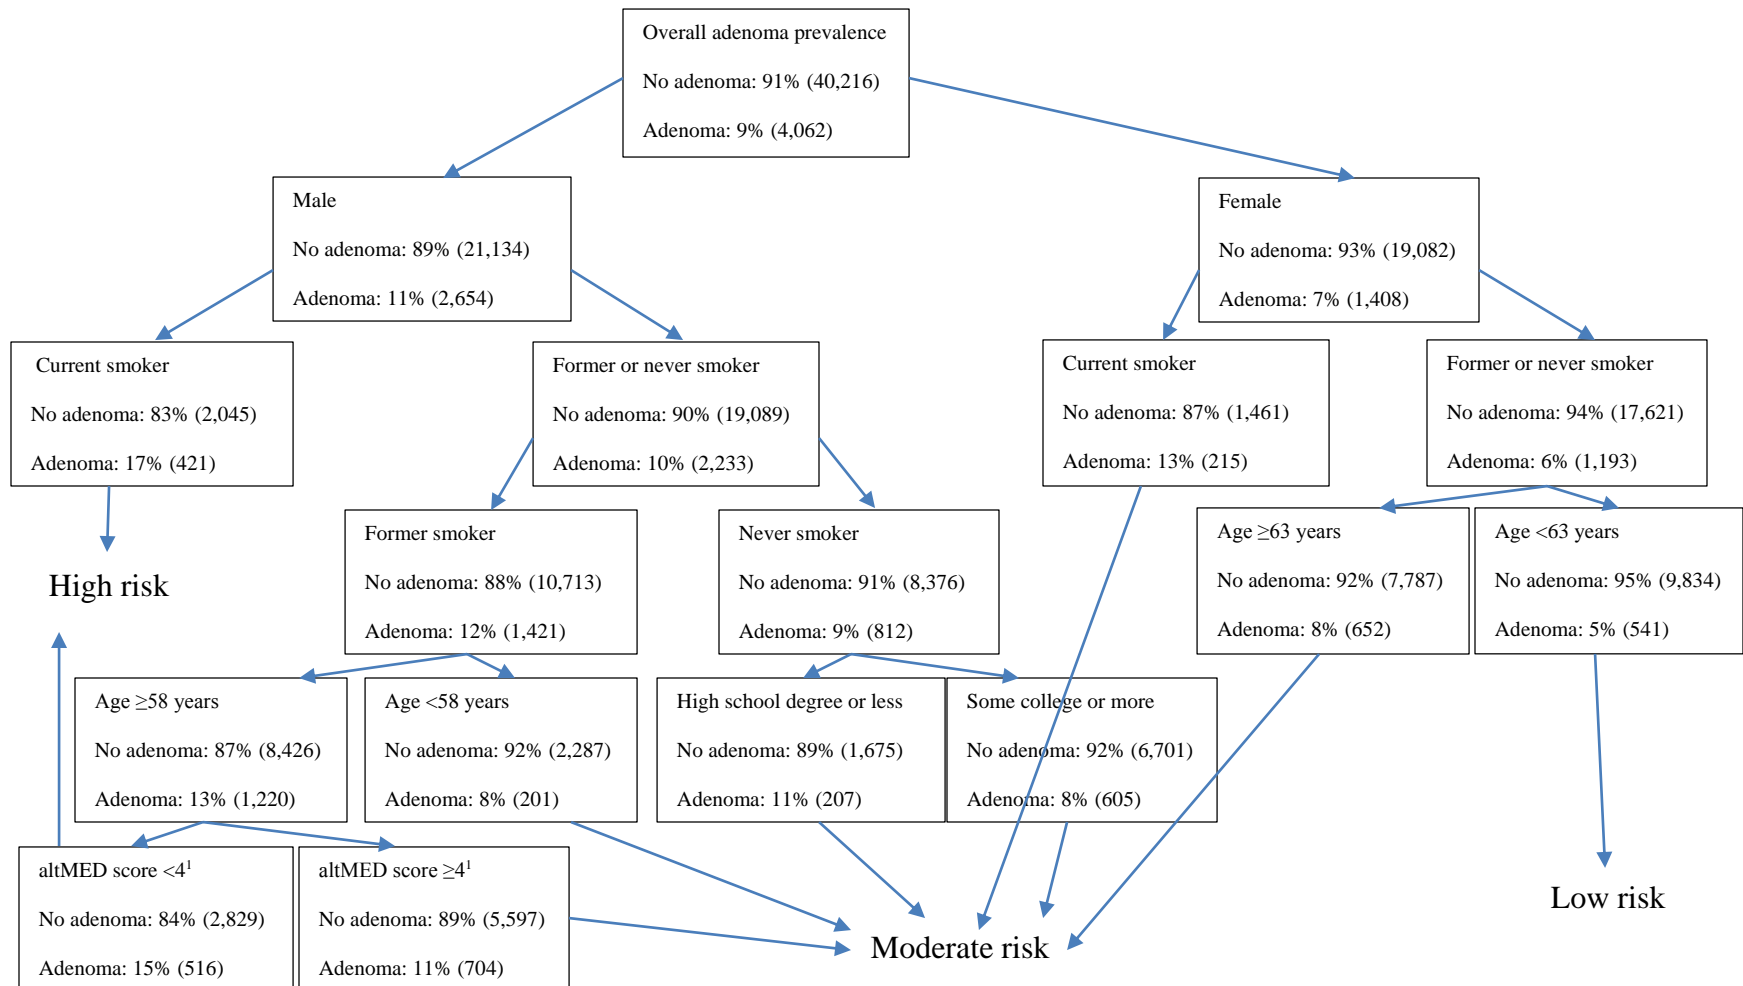 Overall adenoma prevalence
No adenoma: 91% (40,216)
Adenoma: 9% (4,062)
Male
No adenoma: 89% (21,134)
Adenoma: 11% (2,654)
Female
No adenoma: 93% (19,082)
Adenoma: 7% (1,408)
Current smoker
No adenoma: 83% (2,045)
Adenoma: 17% (421)
Former or never smoker
No adenoma: 90% (19,089)
Adenoma: 10% (2,233)
Current smoker
No adenoma: 87% (1,461)
Adenoma: 13% (215)
Former or never smoker
No adenoma: 94% (17,621)
Adenoma: 6% (1,193)
High risk
Former smoker
No adenoma: 88% (10,713)
Adenoma: 12% (1,421)
Never smoker
No adenoma: 91% (8,376)
Adenoma: 9% (812)
Age ≥63 years
No adenoma: 92% (7,787)
Adenoma: 8% (652)
Age <63 years
No adenoma: 95% (9,834)
Adenoma: 5% (541)
Age ≥58 years
No adenoma: 87% (8,426)
Adenoma: 13% (1,220)
Age <58 years
No adenoma: 92% (2,287)
Adenoma: 8% (201)
High school degree or less
No adenoma: 89% (1,675)
Adenoma: 11% (207)
Some college or more
No adenoma: 92% (6,701)
Adenoma: 8% (605)
altMED score <4¹
No adenoma: 84% (2,829)
Adenoma: 15% (516)
altMED score ≥4¹
No adenoma: 89% (5,597)
Adenoma: 11% (704)
Moderate risk
Low risk